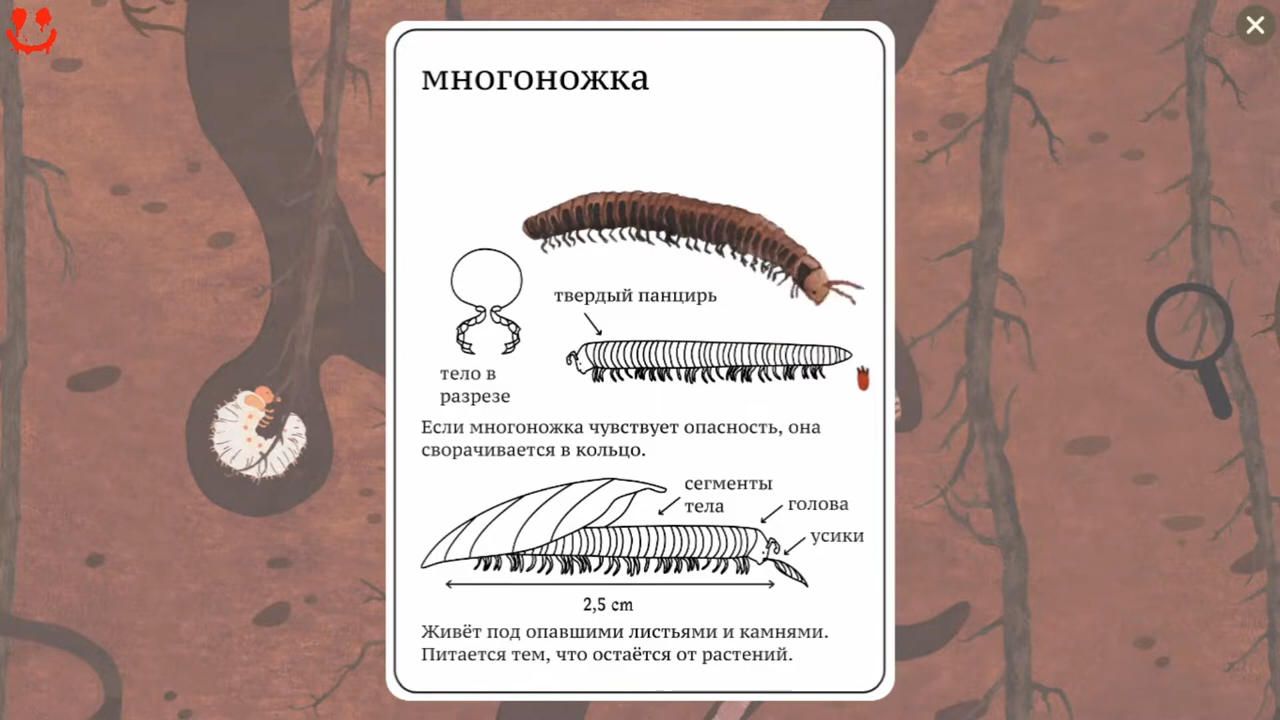 многоножка
твердый панцирь
тело в
разрезе
Если многоножка чувствует опасность, она
сворачивается в кольцо.
сегменты
тела
голова
усики
2,5 cm
Живёт под опавшими листьями и камнями.
Питается тем, что остаётся от растений.